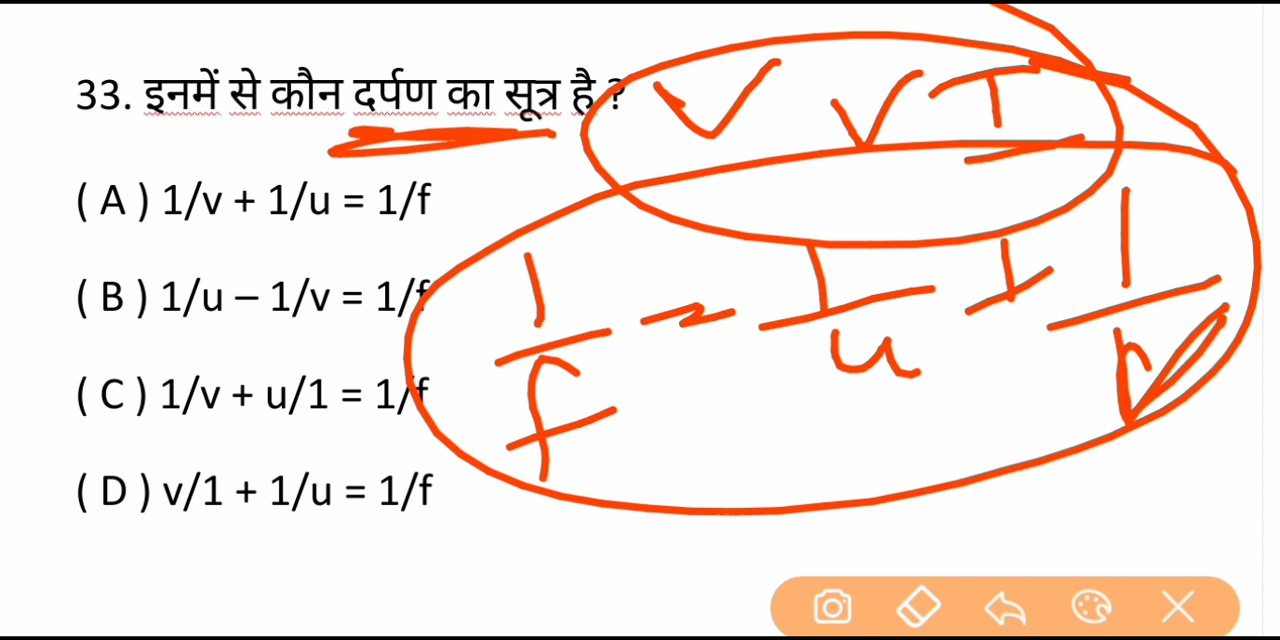 33. इनमें से कौन दर्पण का सूत्र है ?
V V I
( A ) 1/v + 1/u = 1/f
( B ) 1/u – 1/v = 1/f
1/f = 1/u + 1/v
( C ) 1/v + u/1 = 1/f
( D ) v/1 + 1/u = 1/f